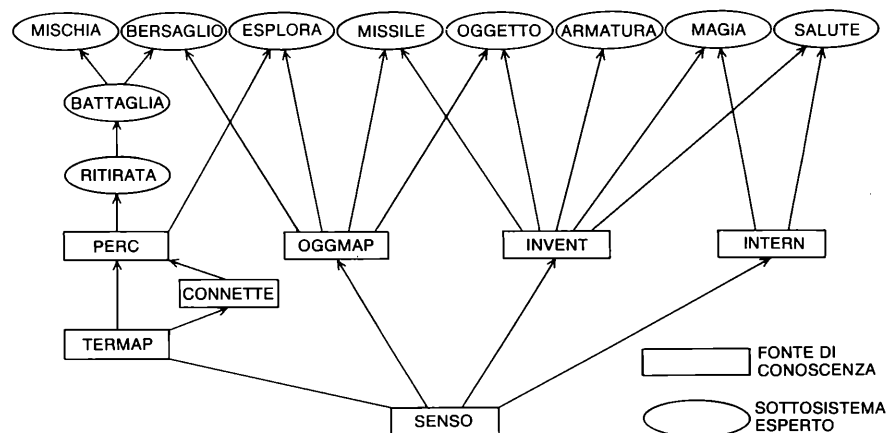 MISCHIA BERSAGLIO ESPLORA MISSILE OGGETTO ARMATURA MAGIA SALUTE
BATTAGLIA
RITIRATA
PERC OGGMAP INVENT INTERN
CONNETTE
TERMAP
FONTE DI
CONOSCENZA
SENSO
SOTTOSISTEMA
ESPERTO